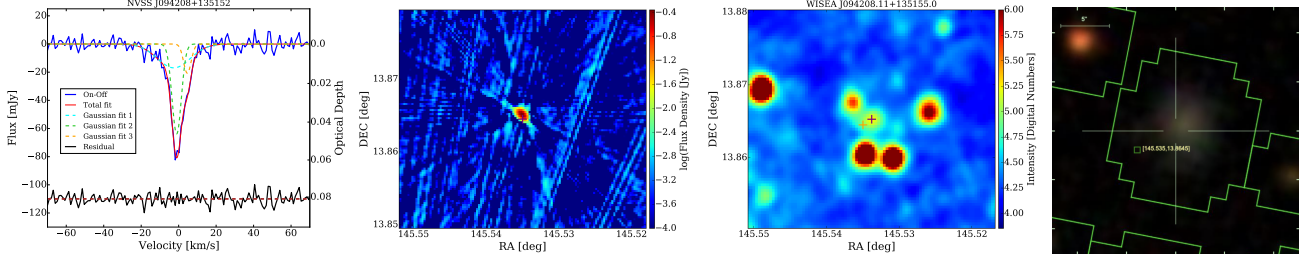 NVSS J094208+135152
20
0
−20
−40
−60
−80
−100
−120
Flux [mJy]
On-Off
Total fit
Gaussian fit 1
Gaussian fit 2
Gaussian fit 3
Residual
0.0
0.02
0.04
0.06
0.08
Optical Depth
−60 −40 −20 0 20 40 60
Velocity [km/s]
13.87
13.86
13.85
DEC [deg]
145.55 145.54 145.53 145.52
RA [deg]
−0.4
−0.8
−1.2
−1.6
−2.0
−2.4
−2.8
−3.2
−3.6
−4.0
log(Flux Density [Jy])
WISEA J094208.11+135155.0
13.88
13.87
13.86
DEC [deg]
145.55 145.54 145.53 145.52
RA [deg]
6.00
5.75
5.50
5.25
5.00
4.75
4.50
4.25
4.00
Intensity [Digital Numbers]
5"
[145.535,13.8645]